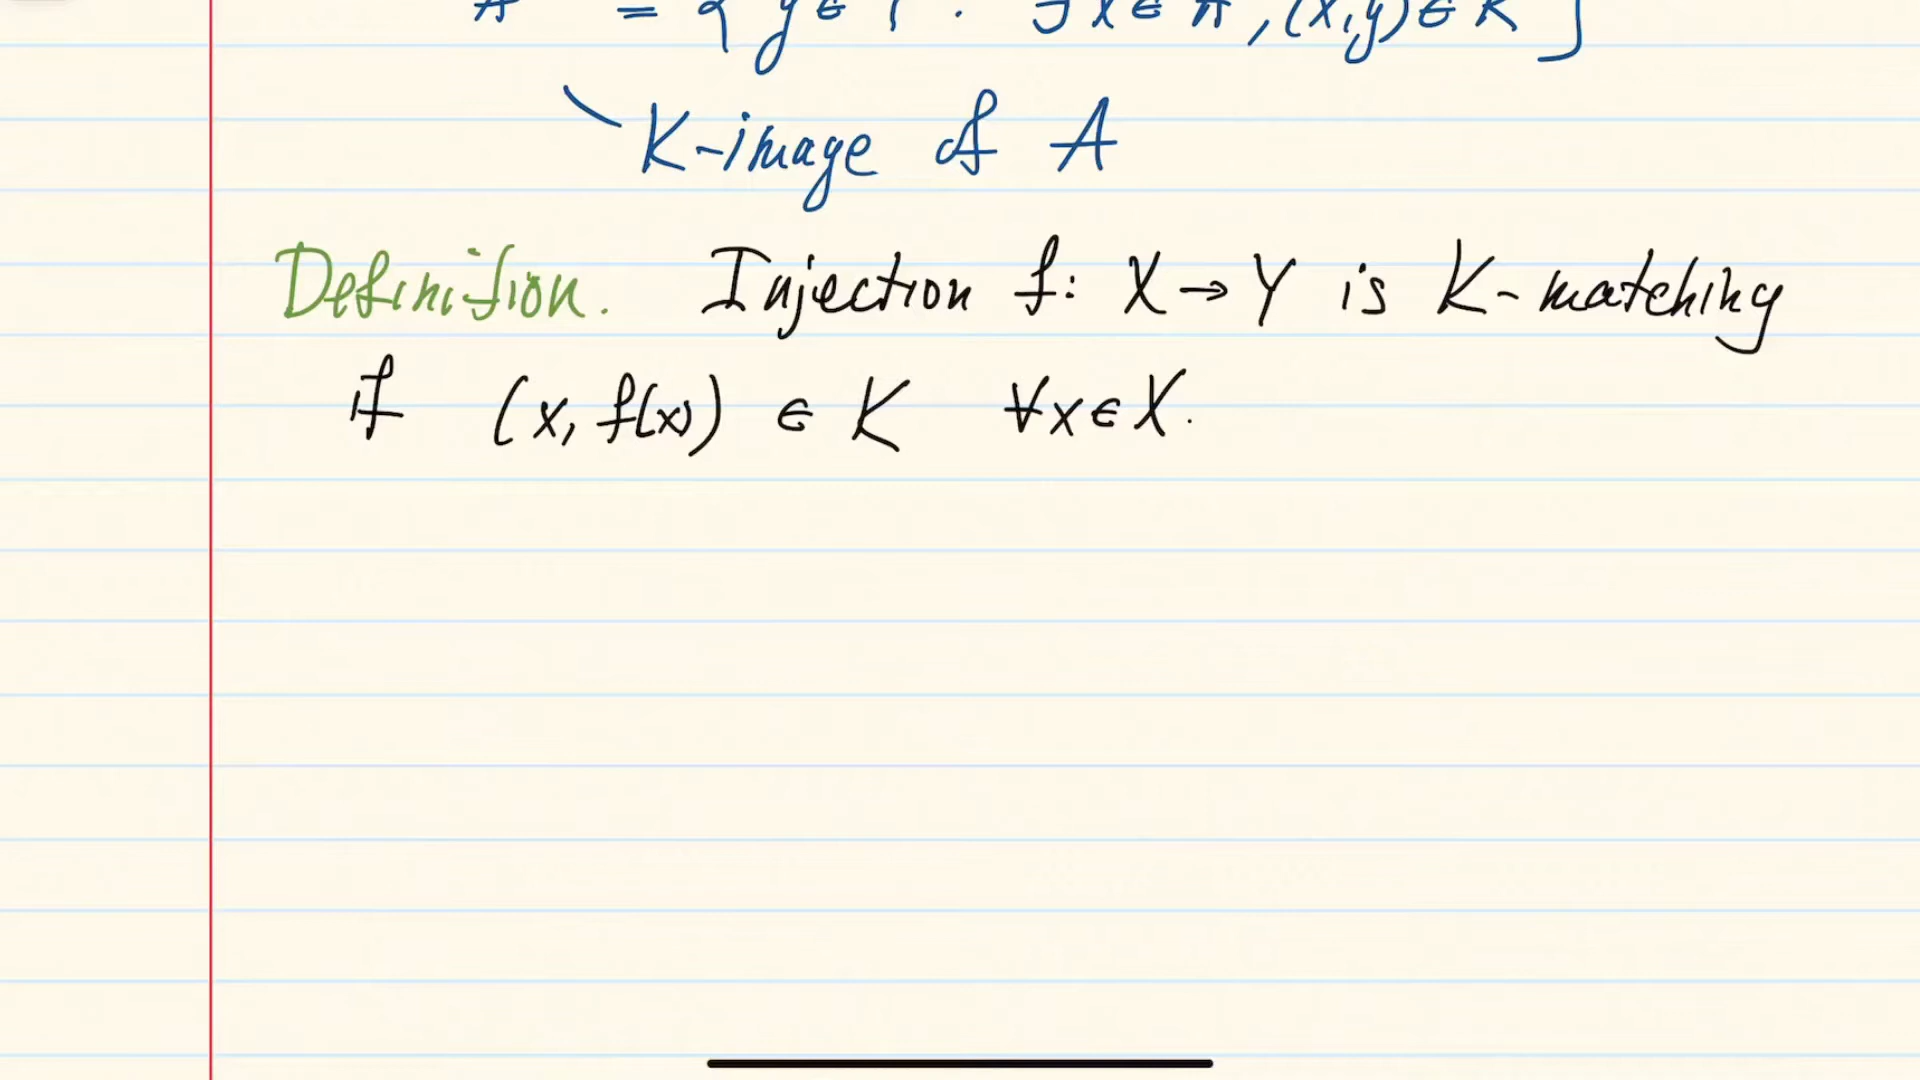 = { y ∈ Y : ∃ x ∈ A, (x,y) ∈ K }
K-image of A
Definition. Injection f: X → Y is K-matching
if (x, f(x)) ∈ K ∀x ∈ X.